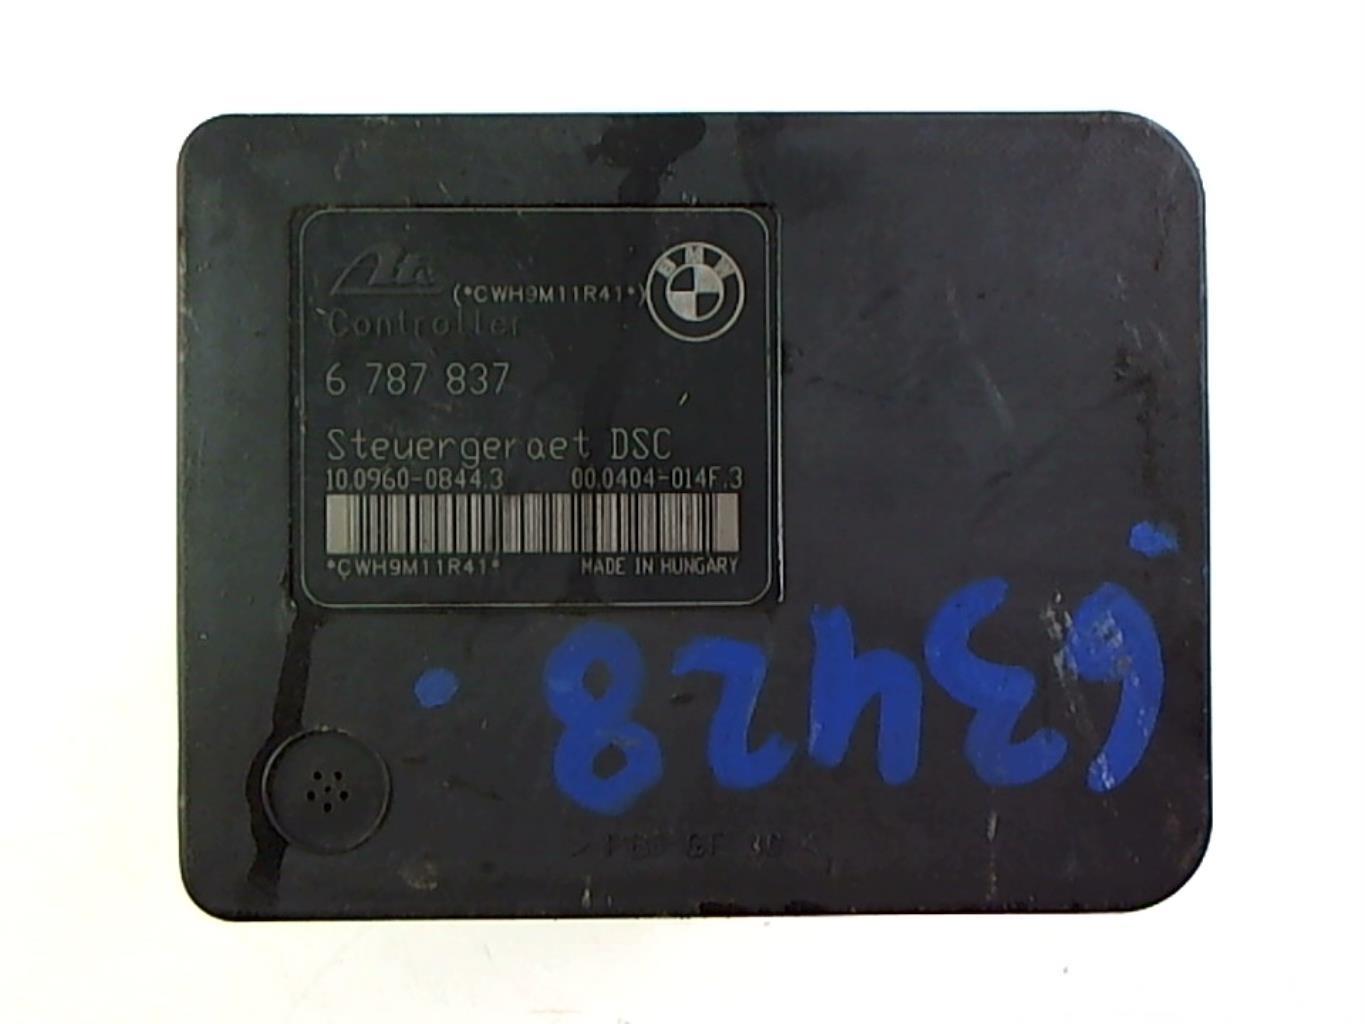 Ate
(*CWH9M11R41*)
BMW
Controller
6 787 837
Steuergeraet DSC
10.0960-0844.3 00.0404-014F.3
*CWH9M11R41* MADE IN HUNGARY
63428